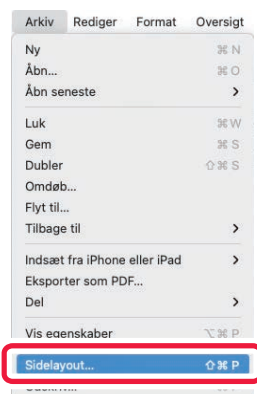 Arkiv Rediger Format Oversigt
Ny ⌘ N
Åbn... ⌘ O
Åbn seneste >
Luk ⌘ W
Gem ⌘ S
Dubler ⇧ ⌘ S
Omdøb...
Flyt til...
Tilbage til >
Indsæt fra iPhone eller iPad >
Eksporter som PDF...
Del >
Vis egenskaber ⌥ ⌘ P
Sidelayout... ⇧ ⌘ P